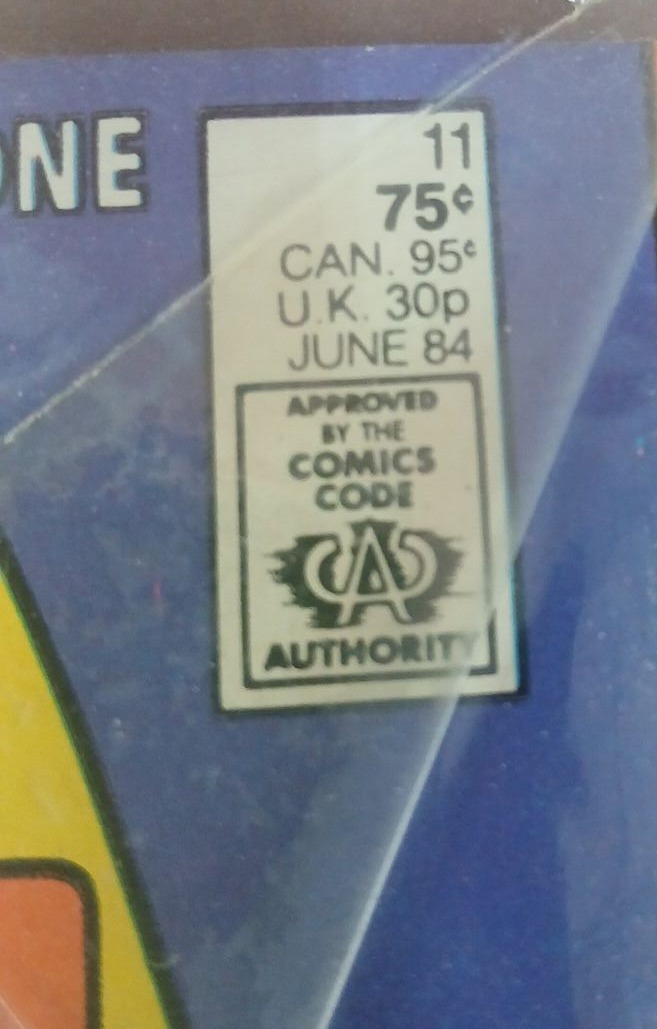 NE
11
75¢
CAN. 95¢
U.K. 30p
JUNE 84
APPROVED
BY THE
COMICS
CODE
CA
AUTHORITY